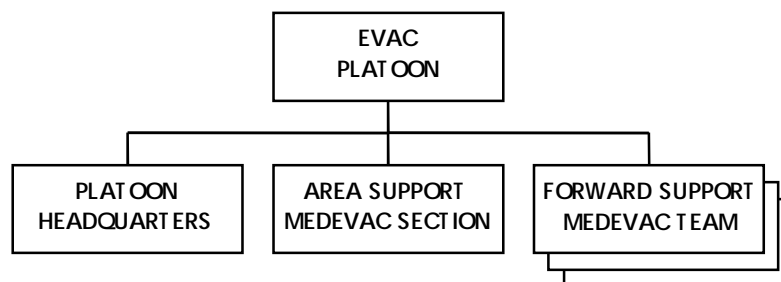 EVAC
PLATOON
PLATOON
HEADQUARTERS
AREA SUPPORT
MEDEVAC SECTION
FORWARD SUPPORT
MEDEVAC TEAM